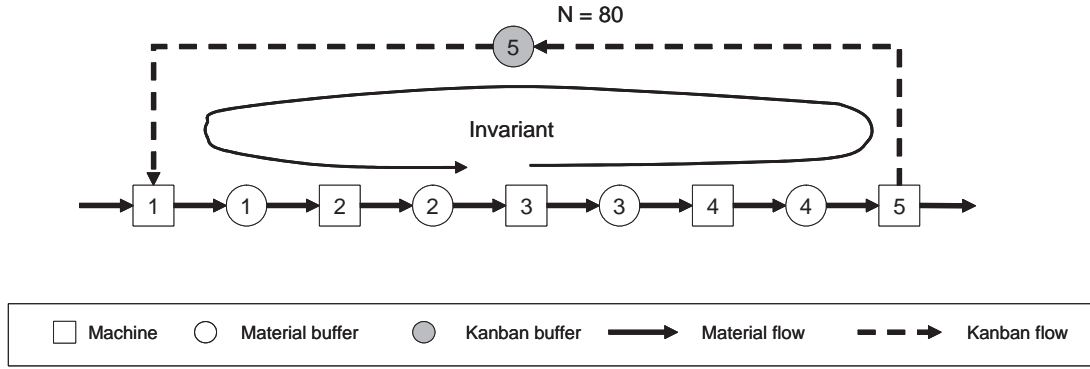 N = 80
5
Invariant
1 1 2 2 3 3 4 4 5
Machine Material buffer Kanban buffer Material flow Kanban flow